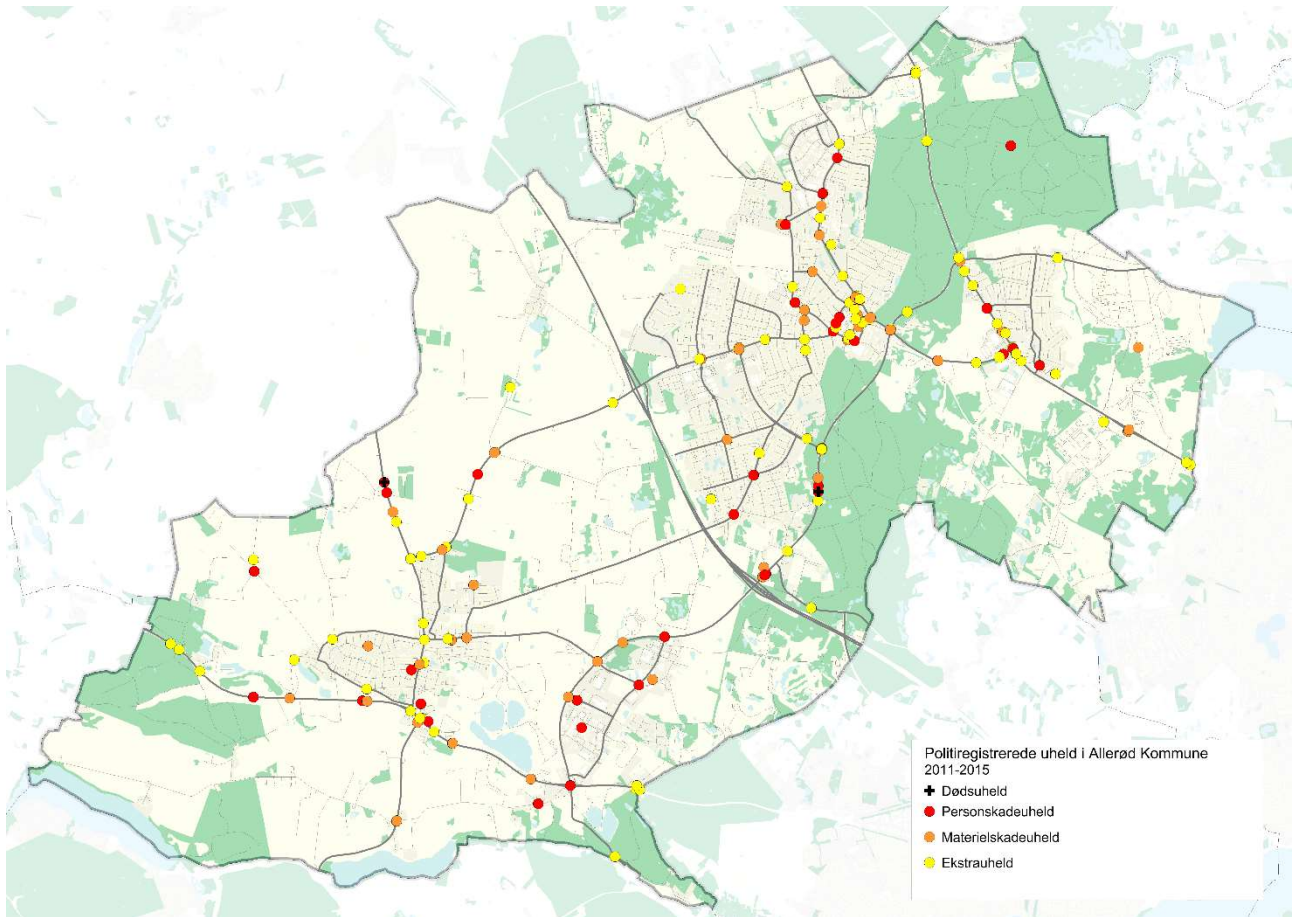 Politiregistrerede uheld i Allerød Kommune
2011-2015
Dødsuheld
Personskadeuheld
Materielskadeuheld
Ekstrauheld